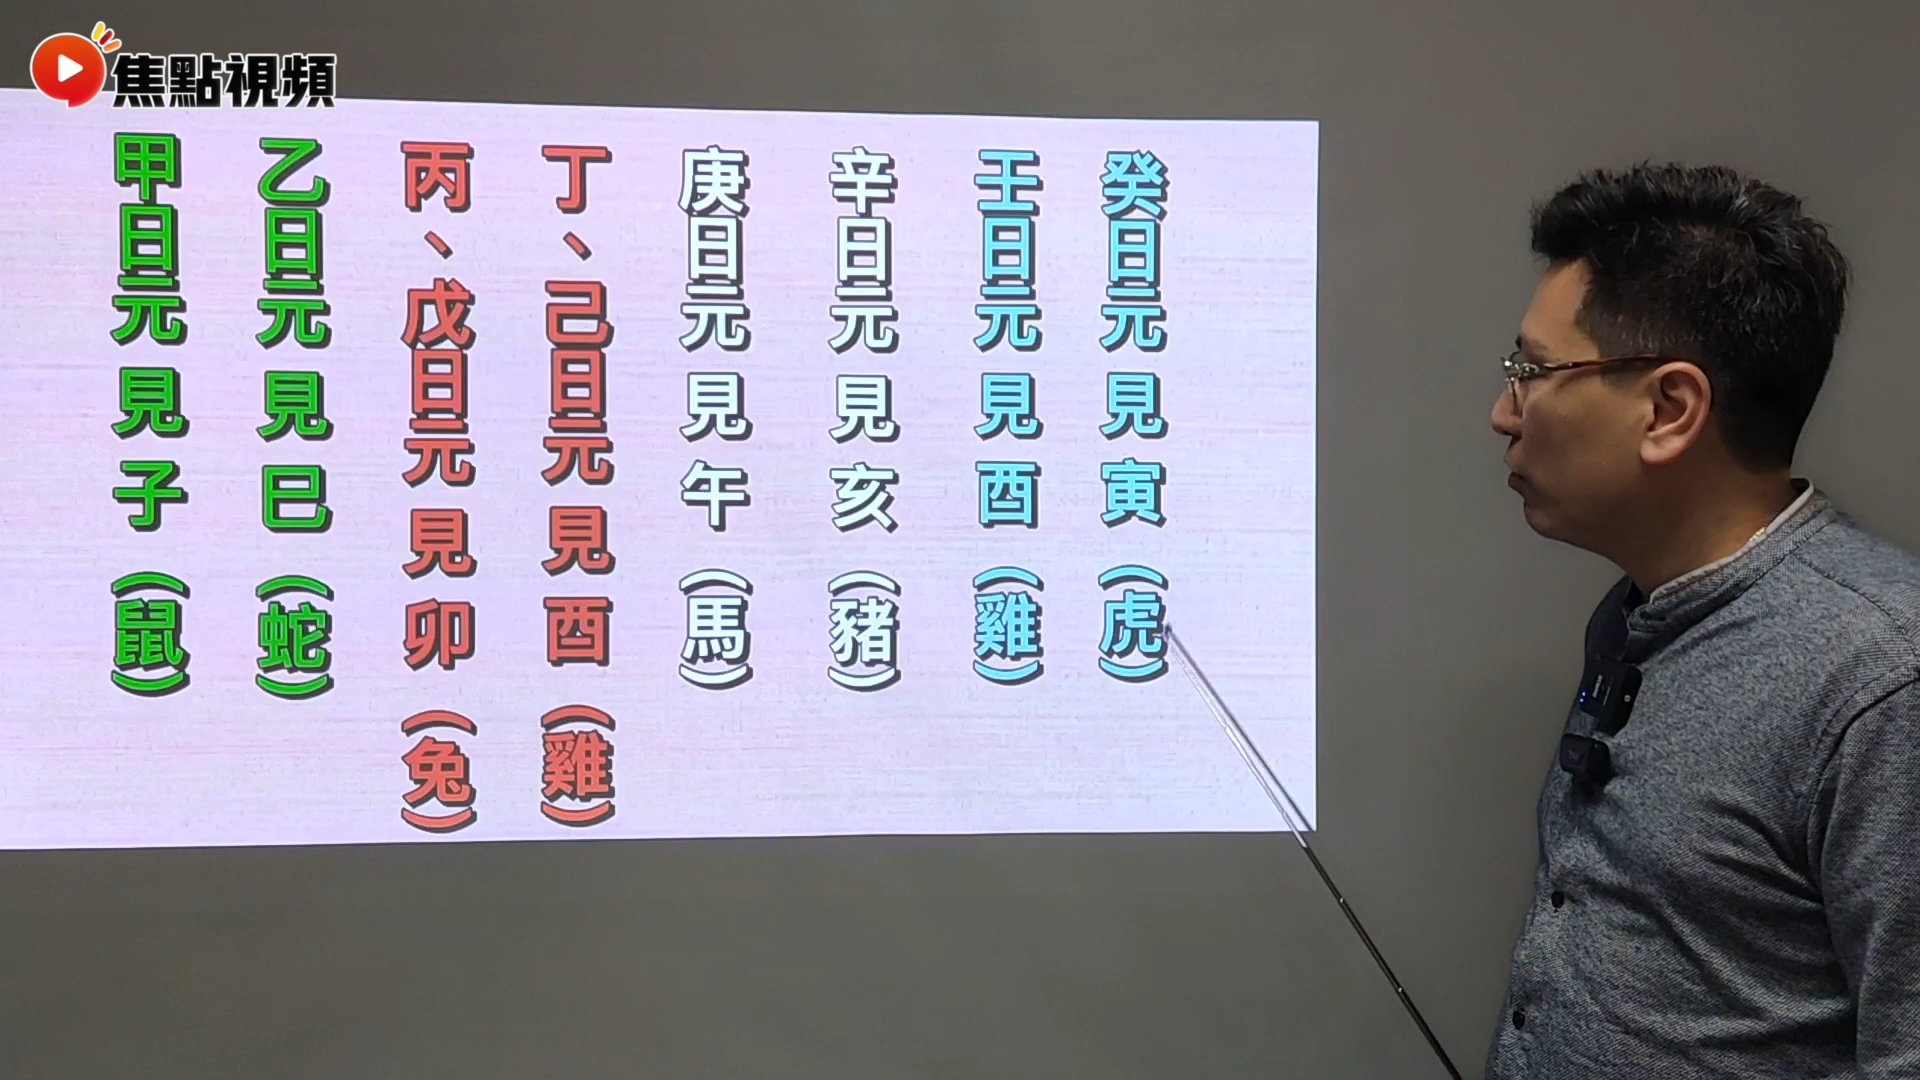 焦點視頻
甲日元 見 子 (鼠)
乙日元 見 巳 (蛇)
丙、戊日元 見 卯 (兔)
丁、己日元 見 酉 (雞)
庚日元 見 午 (馬)
辛日元 見 亥 (豬)
壬日元 見 酉 (雞)
癸日元 見 寅 (虎)